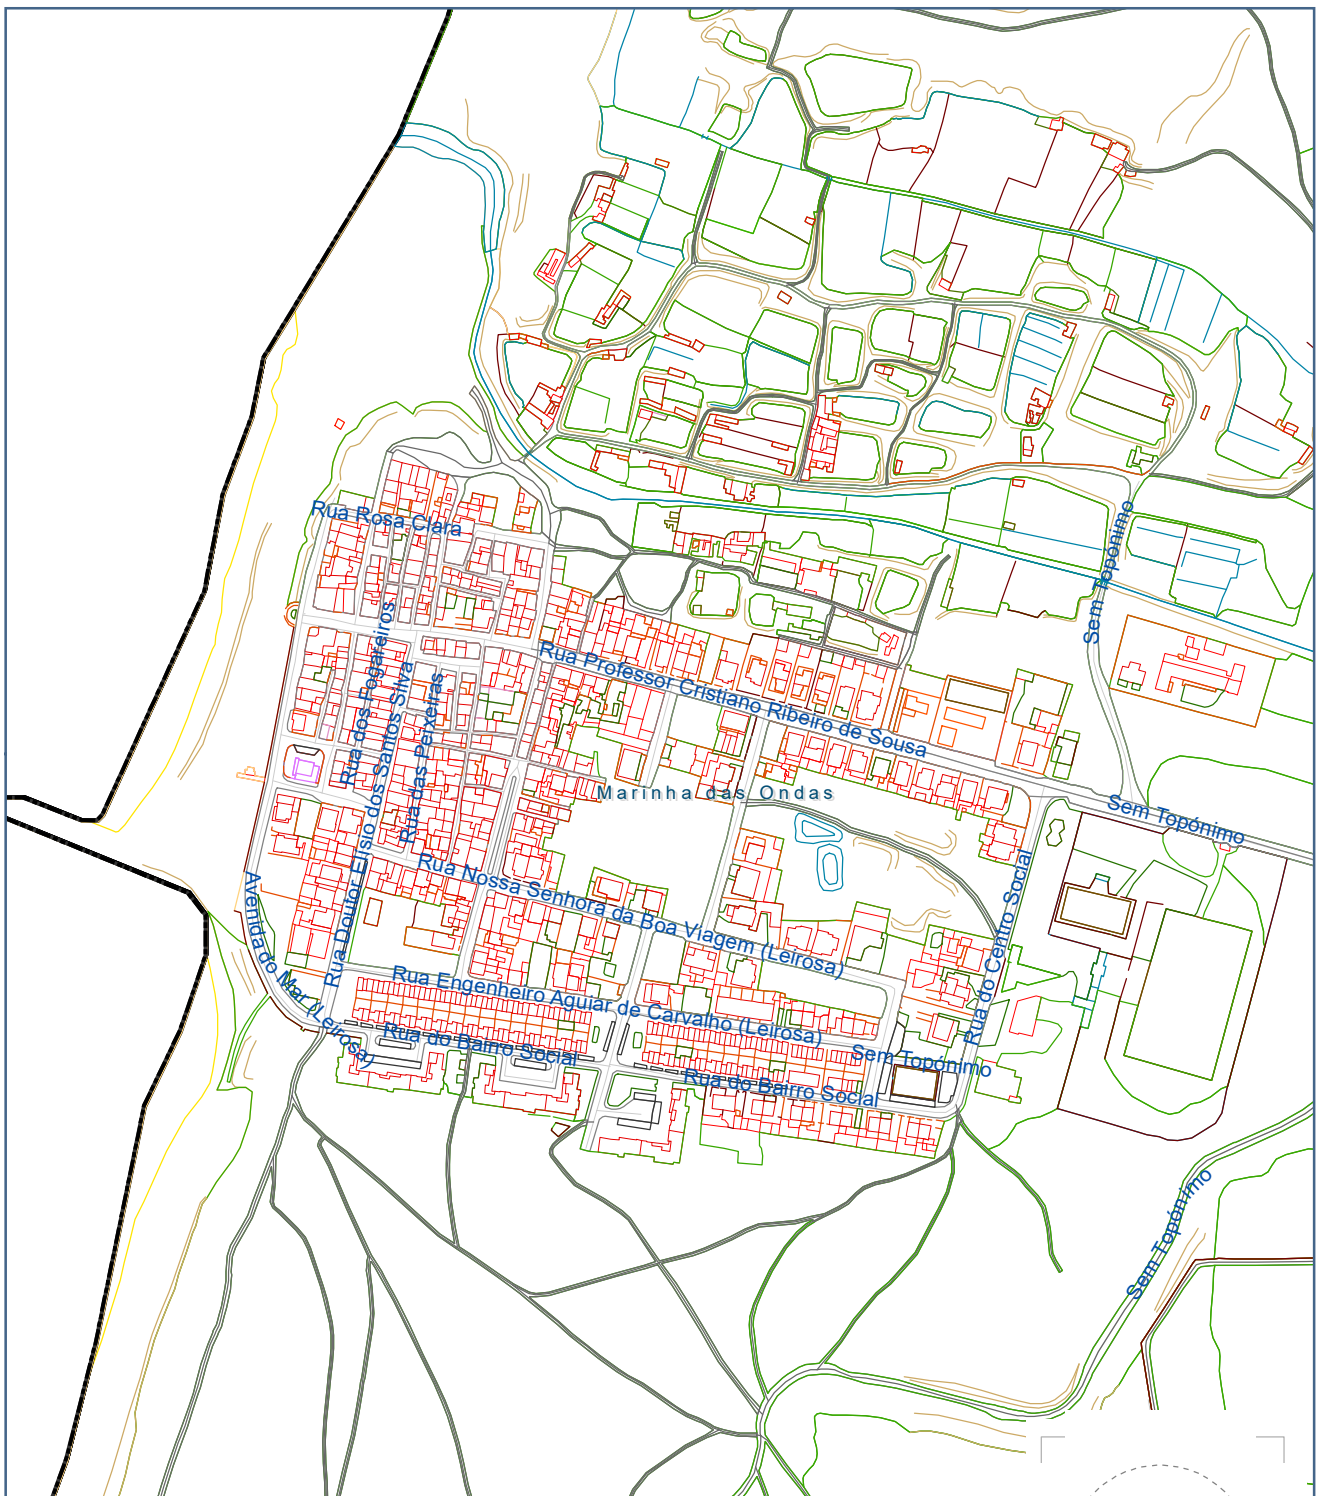 Rua Rosa Clara
Sem Topónimo
Rua dos Fogareiros
Rua Doutor Elísio dos Santos Silva
Rua das Peixeiras
Rua Professor Cristiano Ribeiro de Sousa
Marinha das Ondas
Sem Topónimo
Rua Nossa Senhora da Boa Viagem (Leirosa)
Avenida do Mar (Leirosa)
Rua do Centro Social
Rua Engenheiro Aguiar de Carvalho (Leirosa)
Rua do Bairro Social
Sem Topónimo
Rua do Bairro Social
Sem Topónimo